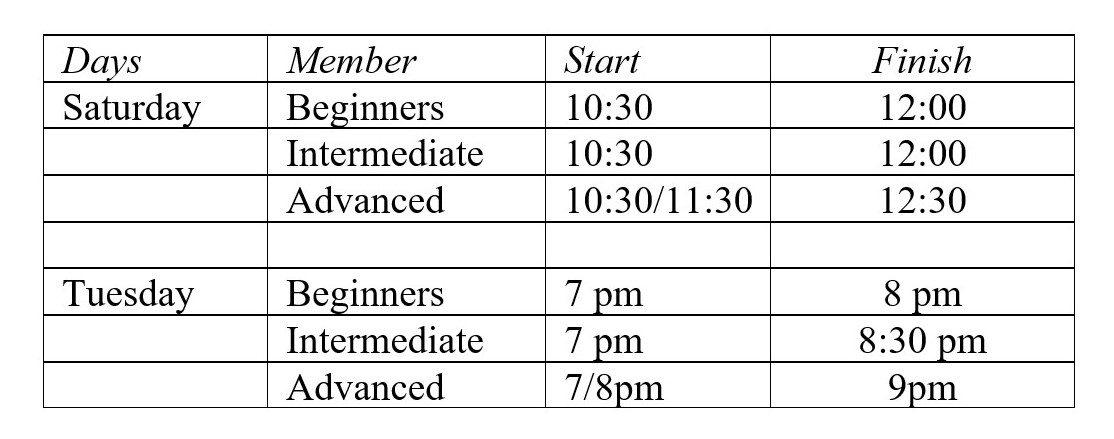 Days Member Start Finish
Saturday Beginners 10:30 12:00
Intermediate 10:30 12:00
Advanced 10:30/11:30 12:30
Tuesday Beginners 7 pm 8 pm
Intermediate 7 pm 8:30 pm
Advanced 7/8pm 9pm